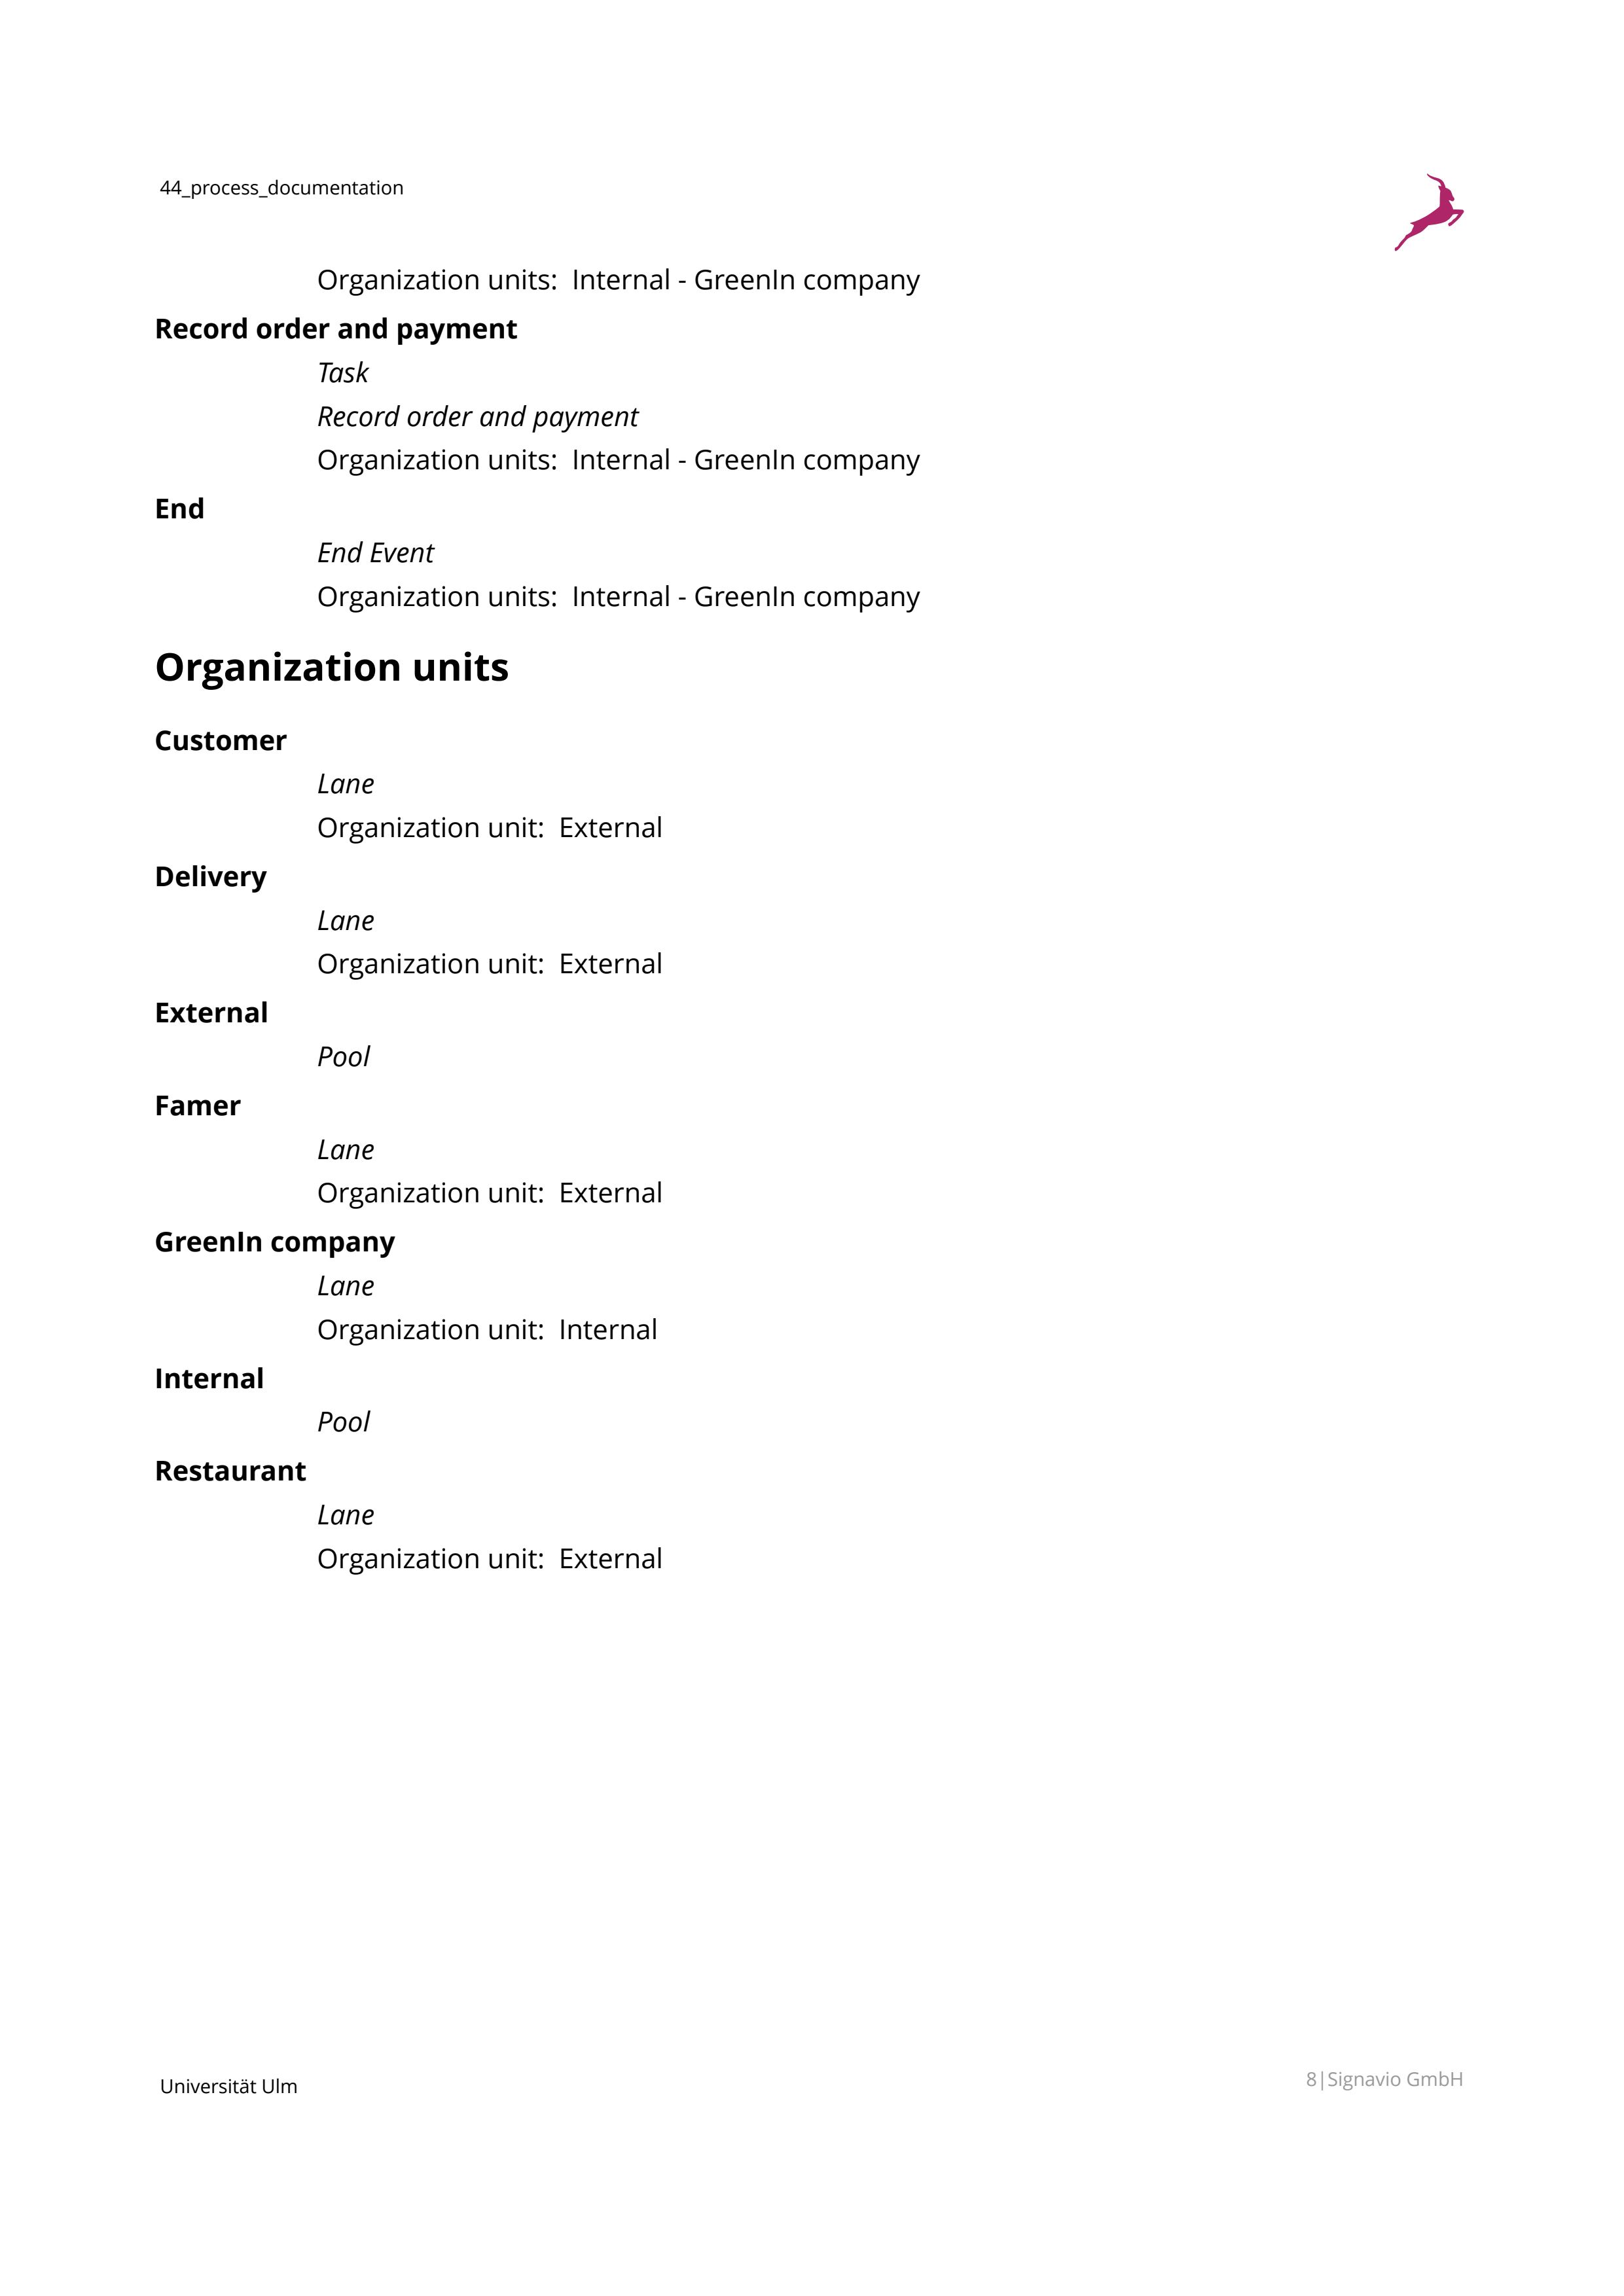 44_process_documentation
Organization units: Internal - GreenIn company
Record order and payment
Task
Record order and payment
Organization units: Internal - GreenIn company
End
End Event
Organization units: Internal - GreenIn company
Organization units
Customer
Lane
Organization unit: External
Delivery
Lane
Organization unit: External
External
Pool
Famer
Lane
Organization unit: External
GreenIn company
Lane
Organization unit: Internal
Internal
Pool
Restaurant
Lane
Organization unit: External
Universität Ulm
8|Signavio GmbH